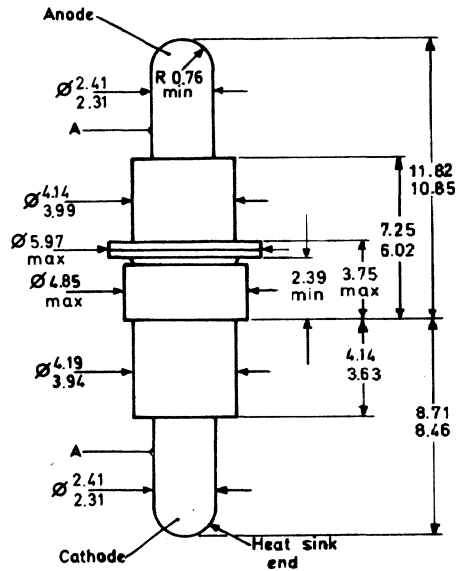 Anode
R 0.76
min
Ø 2.41
2.31
A
11.82
10.85
Ø 4.14
3.99
7.25
6.02
Ø 5.97
max
2.39
min
3.75
max
Ø 4.85
max
4.14
3.63
Ø 4.19
3.94
8.71
8.46
A
Ø 2.41
2.31
Cathode
Heat sink
end